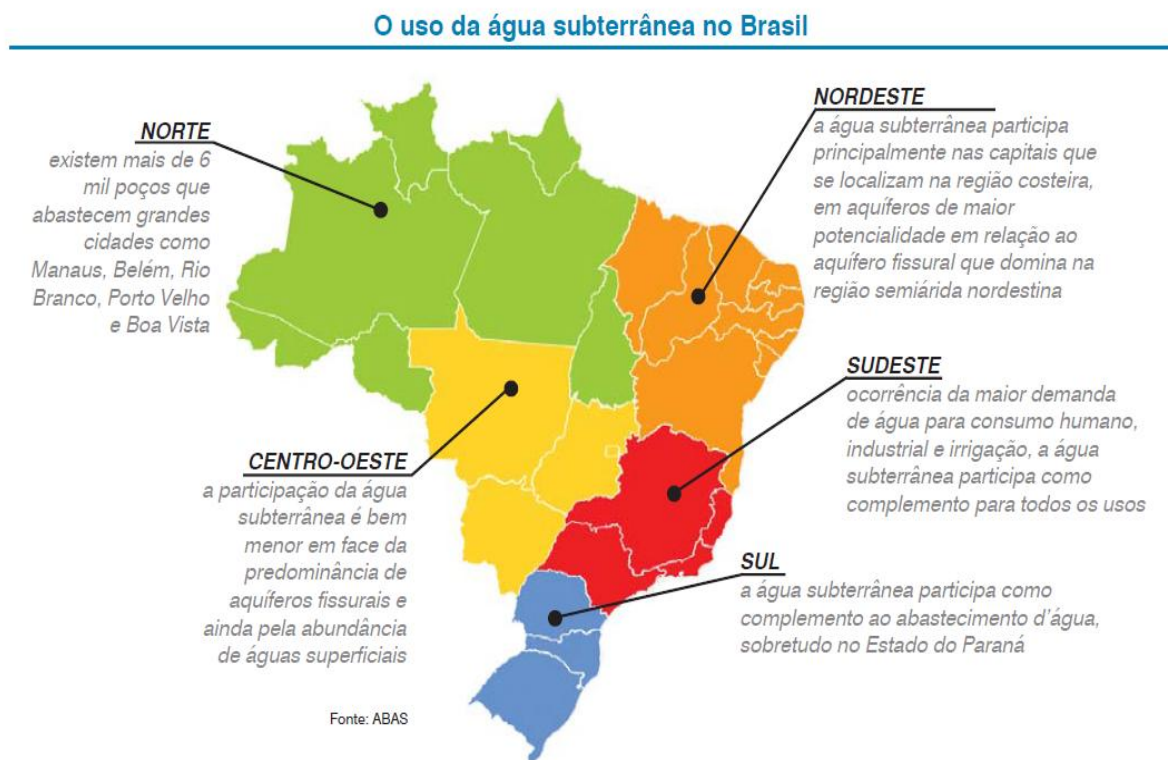 O uso da água subterrânea no Brasil
NORTE
existem mais de 6
mil poços que
abastecem grandes
cidades como
Manaus, Belém, Rio
Branco, Porto Velho
e Boa Vista
NORDESTE
a água subterrânea participa
principalmente nas capitais que
se localizam na região costeira,
em aquíferos de maior
potencialidade em relação ao
aquífero fissural que domina na
região semiárida nordestina
SUDESTE
ocorrência da maior demanda
de água para consumo humano,
industrial e irrigação, a água
subterrânea participa como
complemento para todos os usos
CENTRO-OESTE
a participação da água
subterrânea é bem
menor em face da
predominância de
aquíferos fissurais e
ainda pela abundância
de águas superficiais
SUL
a água subterrânea participa como
complemento ao abastecimento d’água,
sobretudo no Estado do Paraná
Fonte: ABAS